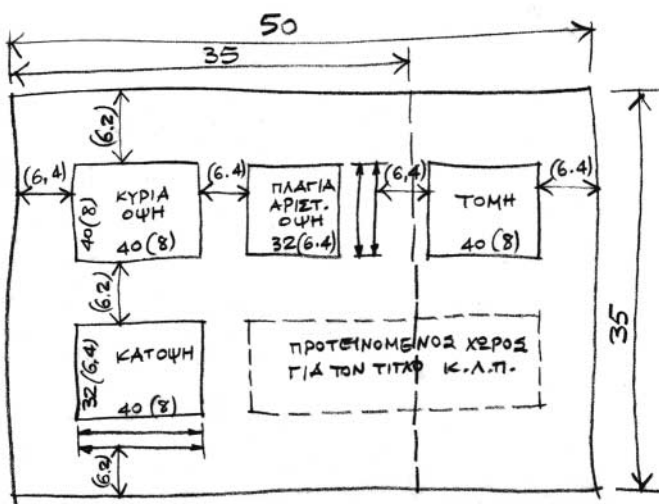 50
35
(6.2)
(6,4)
(6.4)
(6,4)
(6.4)
ΚΥΡΙΑ
ΟΨΗ
40(8)
40(8)
ΠΛΑΓΙΑ
ΑΡΙΣΤ.
ΟΨΗ
32(6.4)
ΤΟΜΗ
40(8)
(6.2)
35
ΚΑΤΟΨΗ
32(6,4)
40(8)
ΠΡΟΤΕΙΝΟΜΕΝΟΣ ΧΩΡΟΣ
ΓΙΑ ΤΟΝ ΤΙΤΛΟ Κ.Λ.Π.
(6.2)